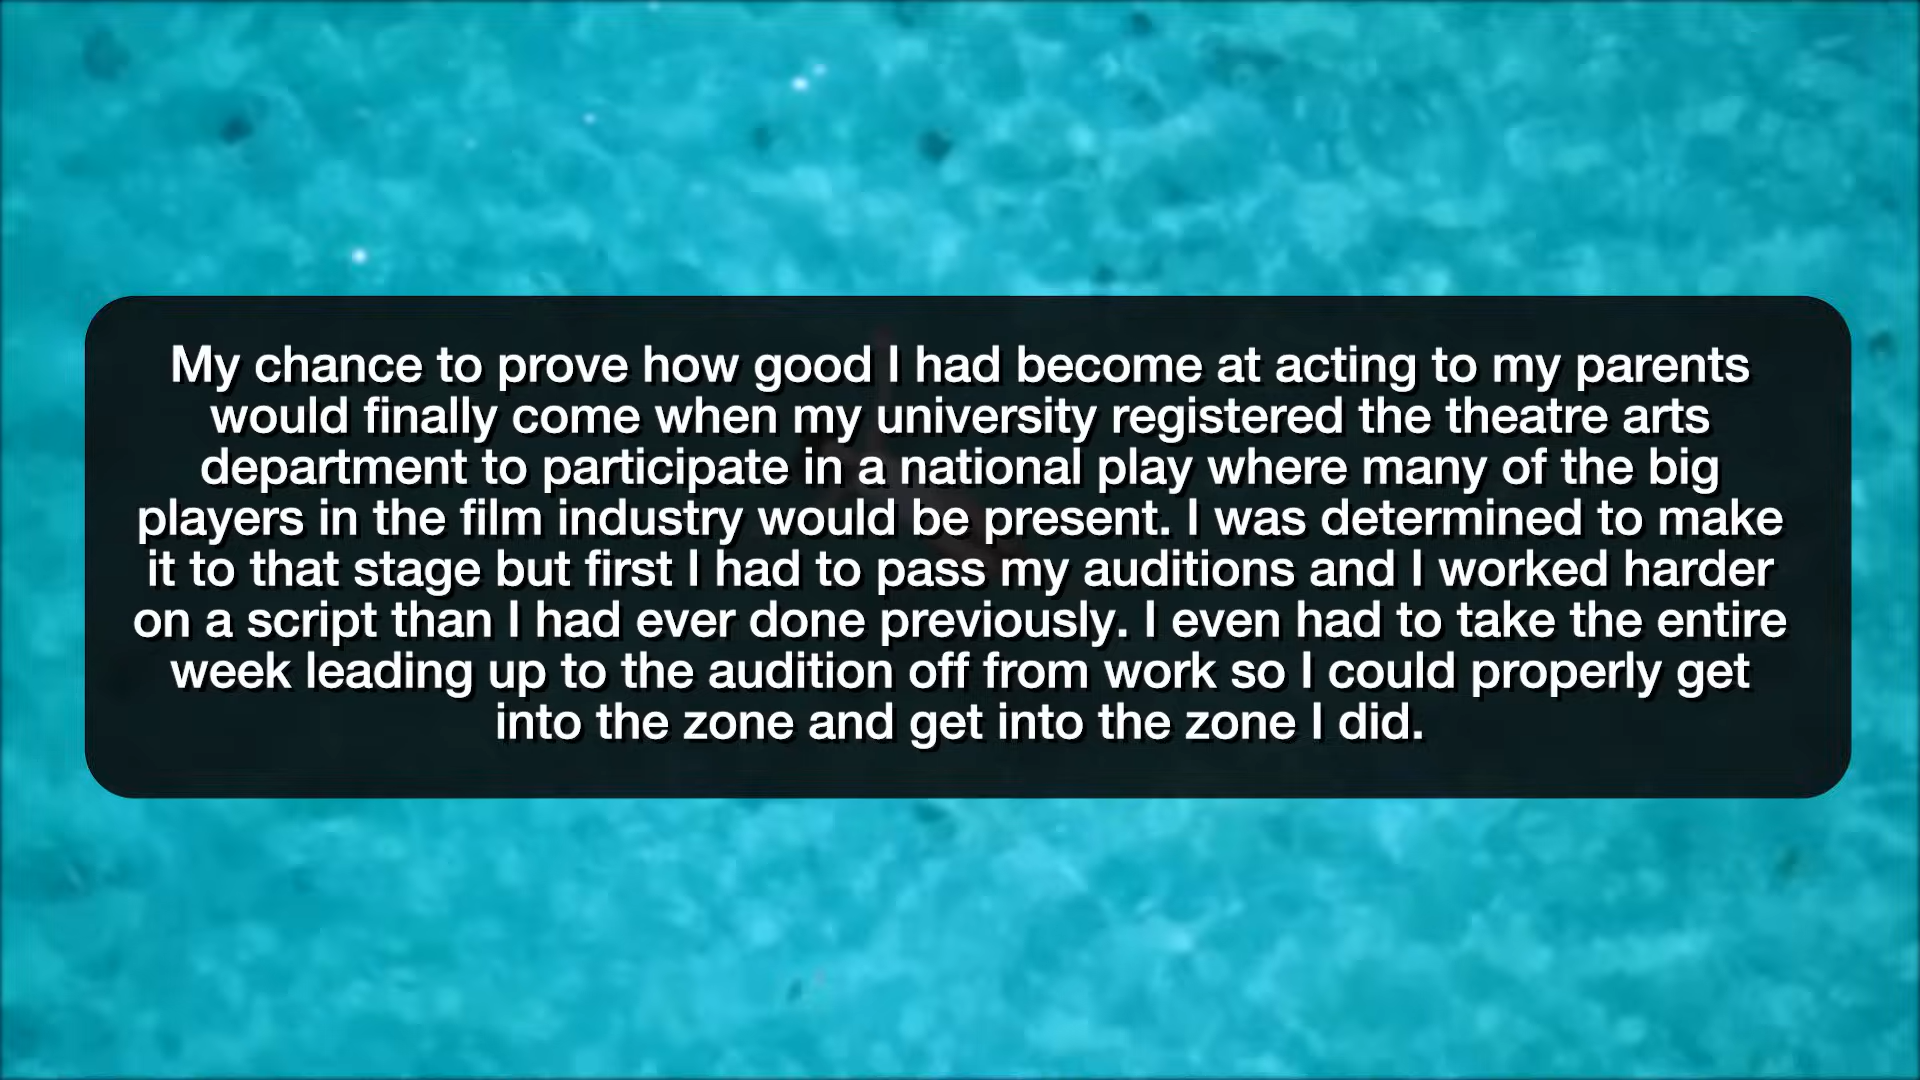 My chance to prove how good I had become at acting to my parents
would finally come when my university registered the theatre arts
department to participate in a national play where many of the big
players in the film industry would be present. I was determined to make
it to that stage but first I had to pass my auditions and I worked harder
on a script than I had ever done previously. I even had to take the entire
week leading up to the audition off from work so I could properly get
into the zone and get into the zone I did.